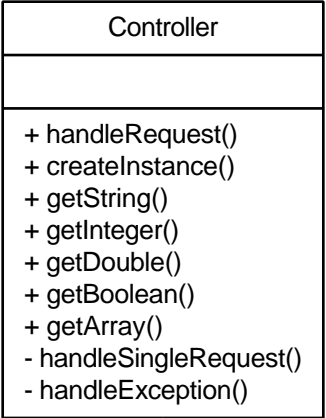 Controller
+ handleRequest()
+ createInstance()
+ getString()
+ getInteger()
+ getDouble()
+ getBoolean()
+ getArray()
- handleSingleRequest()
- handleException()